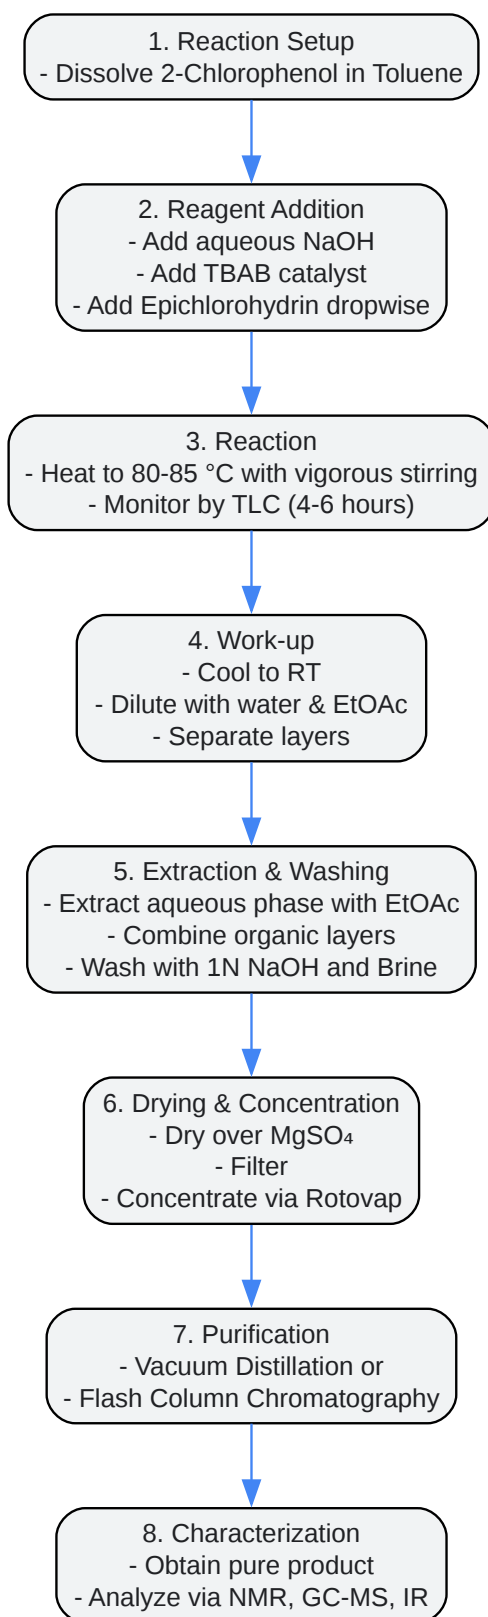 1. Reaction Setup
- Dissolve 2-Chlorophenol in Toluene
2. Reagent Addition
- Add aqueous NaOH
- Add TBAB catalyst
- Add Epichlorohydrin dropwise
3. Reaction
- Heat to 80-85 °C with vigorous stirring
- Monitor by TLC (4-6 hours)
4. Work-up
- Cool to RT
- Dilute with water & EtOAc
- Separate layers
5. Extraction & Washing
- Extract aqueous phase with EtOAc
- Combine organic layers
- Wash with 1N NaOH and Brine
6. Drying & Concentration
- Dry over MgSO₄
- Filter
- Concentrate via Rotovap
7. Purification
- Vacuum Distillation or
- Flash Column Chromatography
8. Characterization
- Obtain pure product
- Analyze via NMR, GC-MS, IR